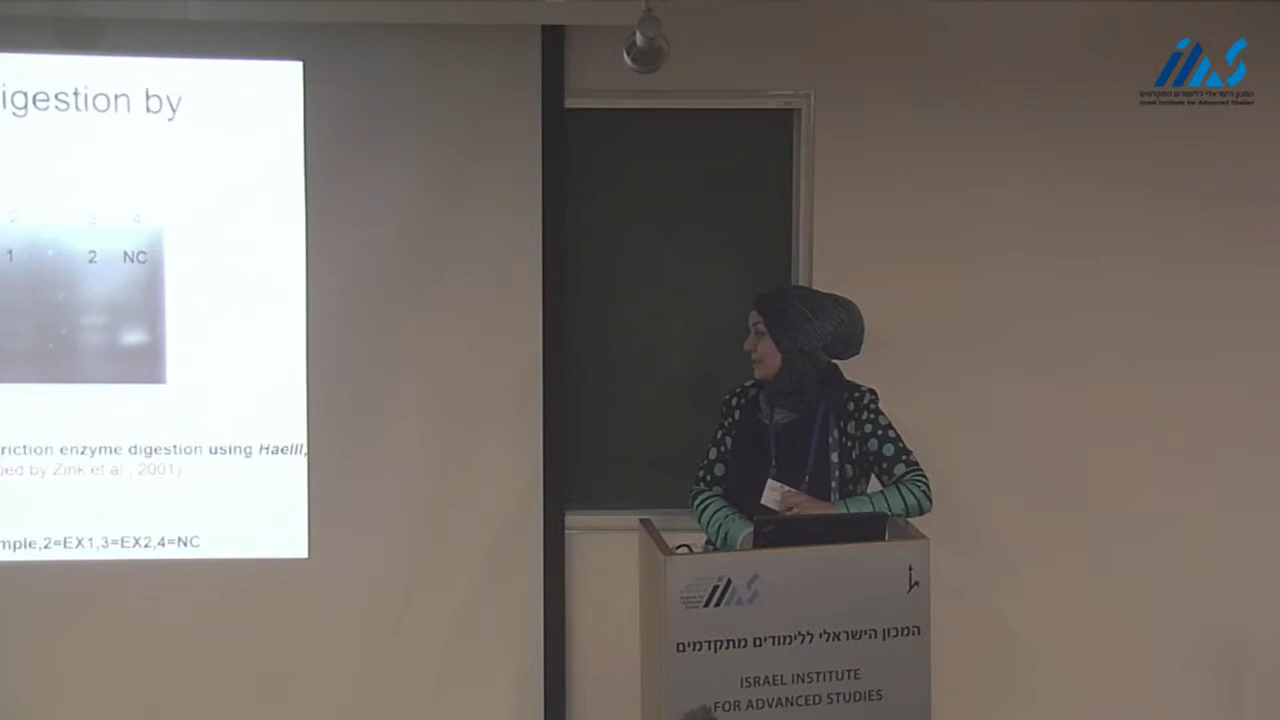 igestion by
2 3 4
1 2 NC
riction enzyme digestion using HaeIII,
bed by Zink et al., 2001)
mple,2=EX1,3=EX2,4=NC
המכון הישראלי ללימודים מתקדמים
Israel Institute for Advanced Studies
המכון הישראלי ללימודים מתקדמים
ISRAEL INSTITUTE
FOR ADVANCED STUDIES